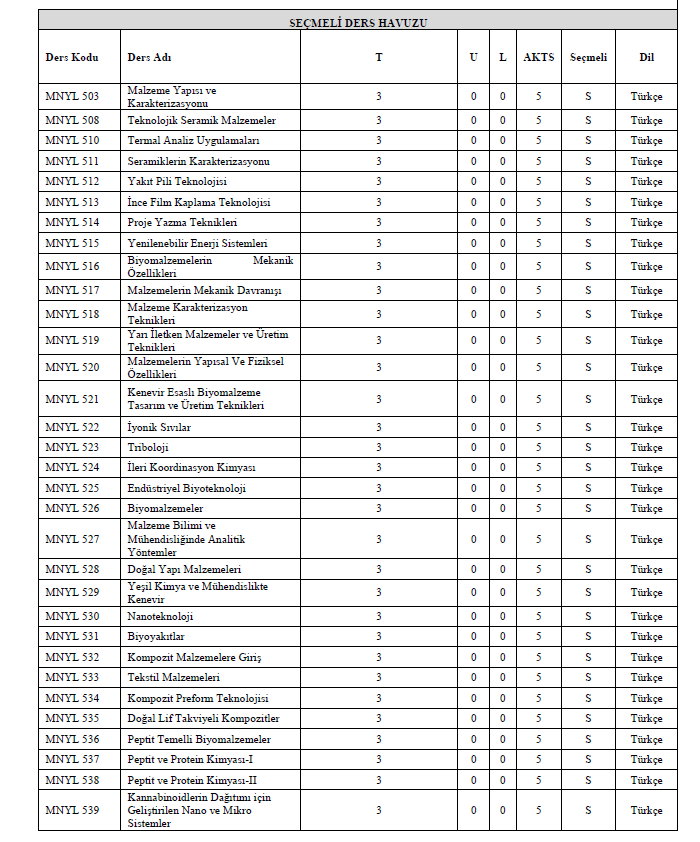 SEÇMELİ DERS HAVUZU
Ders Kodu Ders Adı T U L AKTS Seçmeli Dil
MNYL 503 Malzeme Yapısı ve Karakterizasyonu 3 0 0 5 S Türkçe
MNYL 508 Teknolojik Seramik Malzemeler 3 0 0 5 S Türkçe
MNYL 510 Termal Analiz Uygulamaları 3 0 0 5 S Türkçe
MNYL 511 Seramiklerin Karakterizasyonu 3 0 0 5 S Türkçe
MNYL 512 Yakıt Pili Teknolojisi 3 0 0 5 S Türkçe
MNYL 513 İnce Film Kaplama Teknolojisi 3 0 0 5 S Türkçe
MNYL 514 Proje Yazma Teknikleri 3 0 0 5 S Türkçe
MNYL 515 Yenilenebilir Enerji Sistemleri 3 0 0 5 S Türkçe
MNYL 516 Biyomalzemelerin Mekanik Özellikleri 3 0 0 5 S Türkçe
MNYL 517 Malzemelerin Mekanik Davranışı 3 0 0 5 S Türkçe
MNYL 518 Malzeme Karakterizasyon Teknikleri 3 0 0 5 S Türkçe
MNYL 519 Yarı İletken Malzemeler ve Üretim Teknikleri 3 0 0 5 S Türkçe
MNYL 520 Malzemelerin Yapısal Ve Fiziksel Özellikleri 3 0 0 5 S Türkçe
MNYL 521 Kenevir Esaslı Biyomalzeme Tasarım ve Üretim Teknikleri 3 0 0 5 S Türkçe
MNYL 522 İyonik Sıvılar 3 0 0 5 S Türkçe
MNYL 523 Triboloji 3 0 0 5 S Türkçe
MNYL 524 İleri Koordinasyon Kimyası 3 0 0 5 S Türkçe
MNYL 525 Endüstriyel Biyoteknoloji 3 0 0 5 S Türkçe
MNYL 526 Biyomalzemeler 3 0 0 5 S Türkçe
MNYL 527 Malzeme Bilimi ve Mühendisliğinde Analitik Yöntemler 3 0 0 5 S Türkçe
MNYL 528 Doğal Yapı Malzemeleri 3 0 0 5 S Türkçe
MNYL 529 Yeşil Kimya ve Mühendislikte Kenevir 3 0 0 5 S Türkçe
MNYL 530 Nanoteknoloji 3 0 0 5 S Türkçe
MNYL 531 Biyoyakıtlar 3 0 0 5 S Türkçe
MNYL 532 Kompozit Malzemelere Giriş 3 0 0 5 S Türkçe
MNYL 533 Tekstil Malzemeleri 3 0 0 5 S Türkçe
MNYL 534 Kompozit Preform Teknolojisi 3 0 0 5 S Türkçe
MNYL 535 Doğal Lif Takviyeli Kompozitler 3 0 0 5 S Türkçe
MNYL 536 Peptit Temelli Biyomalzemeler 3 0 0 5 S Türkçe
MNYL 537 Peptit ve Protein Kimyası-I 3 0 0 5 S Türkçe
MNYL 538 Peptit ve Protein Kimyası-II 3 0 0 5 S Türkçe
MNYL 539 Kannabinoidlerin Dağıtımı için Geliştirilen Nano ve Mikro Sistemler 3 0 0 5 S Türkçe